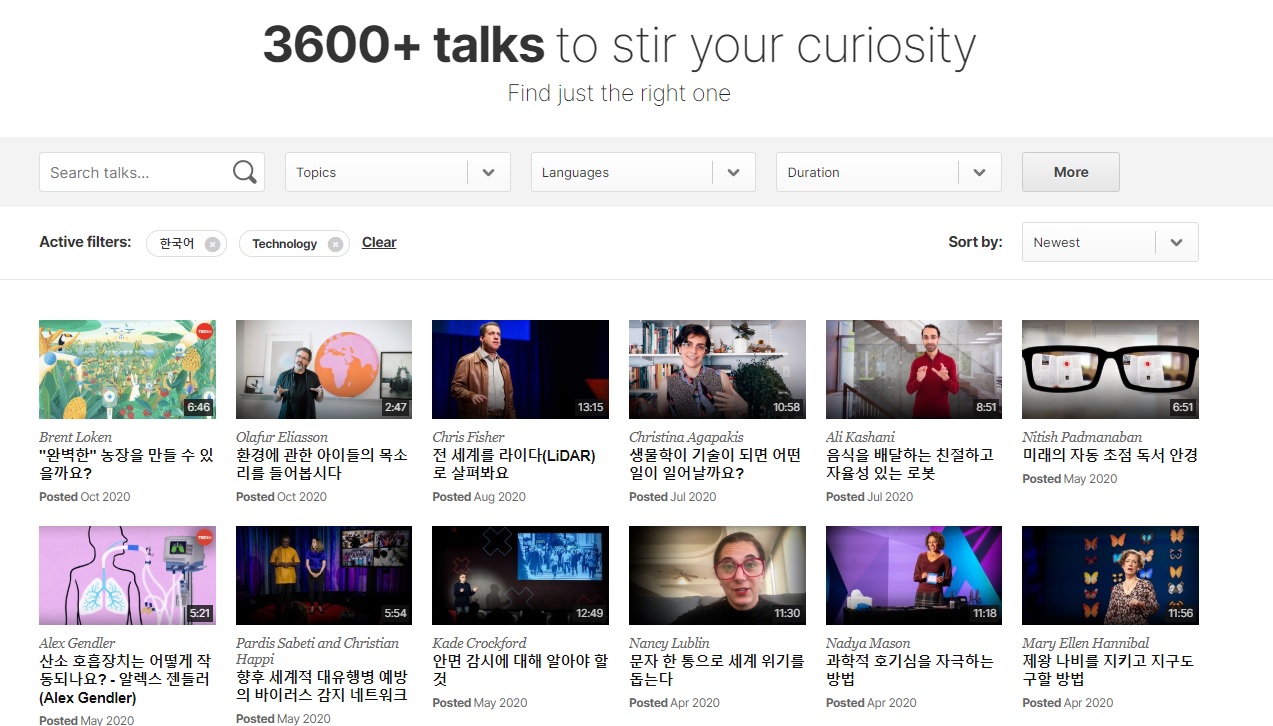 3600+ talks to stir your curiosity
Find just the right one
Search talks...
Topics
Languages
Duration
More
Active filters:
한국어
Technology
Clear
Sort by:
Newest
6:46
Brent Loken
"완벽한" 농장을 만들 수 있
을까요?
Posted Oct 2020
2:47
Olafur Eliasson
환경에 관한 아이들의 목소
리를 들어봅시다
Posted Oct 2020
13:15
Chris Fisher
전 세계를 라이다(LiDAR)
로 살펴봐요
Posted Aug 2020
10:58
Christina Agapakis
생물학이 기술이 되면 어떤
일이 일어날까요?
Posted Jul 2020
8:51
Ali Kashani
음식을 배달하는 친절하고
자율성 있는 로봇
Posted Jul 2020
6:51
Nitish Padmanaban
미래의 자동 초점 독서 안경
Posted May 2020
5:21
Alex Gendler
산소 호흡장치는 어떻게 작
동되나요? - 알렉스 젠들러
(Alex Gendler)
Posted May 2020
5:54
Pardis Sabeti and Christian
Happi
향후 세계적 대유행병 예방
의 바이러스 감지 네트워크
Posted May 2020
12:49
Kade Crockford
안면 감시에 대해 알아야 할
것
Posted May 2020
11:30
Nancy Lublin
문자 한 통으로 세계 위기를
돕는다
Posted Apr 2020
11:18
Nadya Mason
과학적 호기심을 자극하는
방법
Posted Apr 2020
11:56
Mary Ellen Hannibal
제왕 나비를 지키고 지구도
구할 방법
Posted Apr 2020